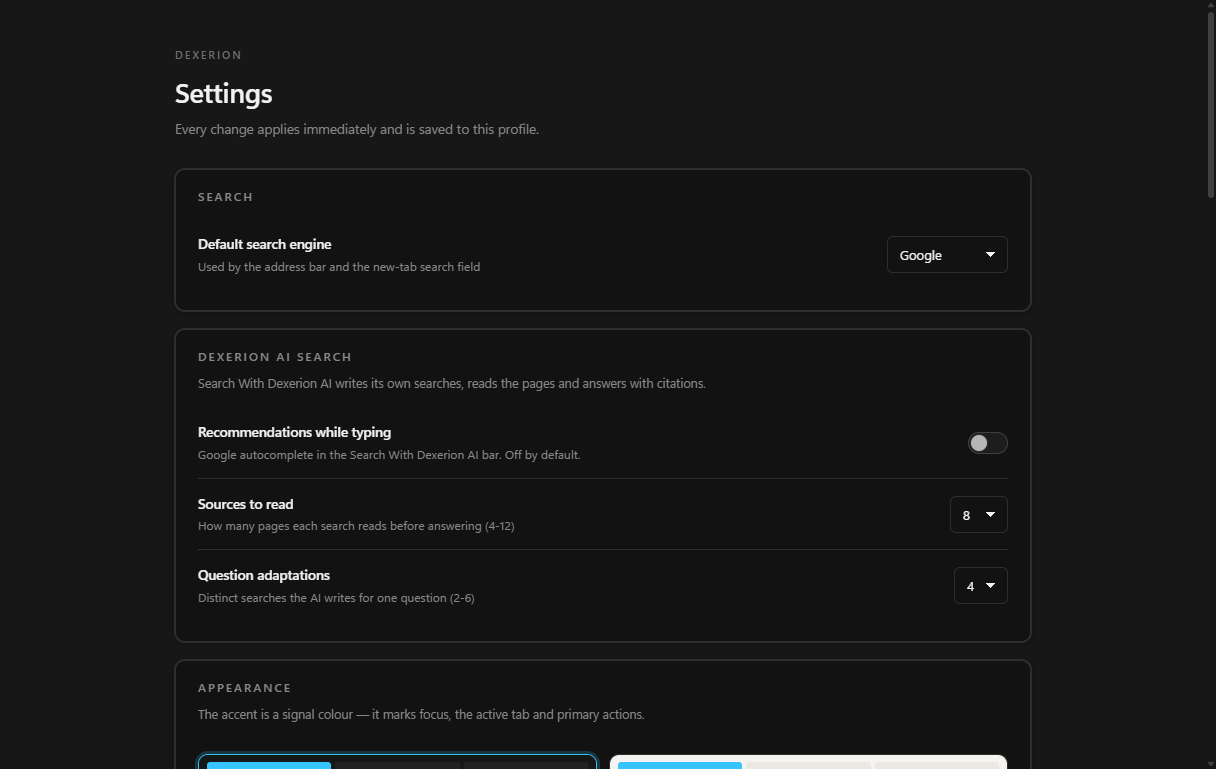 DEXERION
Settings
Every change applies immediately and is saved to this profile.
SEARCH
Default search engine
Used by the address bar and the new-tab search field
Google
DEXERION AI SEARCH
Search With Dexerion AI writes its own searches, reads the pages and answers with citations.
Recommendations while typing
Google autocomplete in the Search With Dexerion AI bar. Off by default.
Sources to read
How many pages each search reads before answering (4-12)
8
Question adaptations
Distinct searches the AI writes for one question (2-6)
4
APPEARANCE
The accent is a signal colour — it marks focus, the active tab and primary actions.